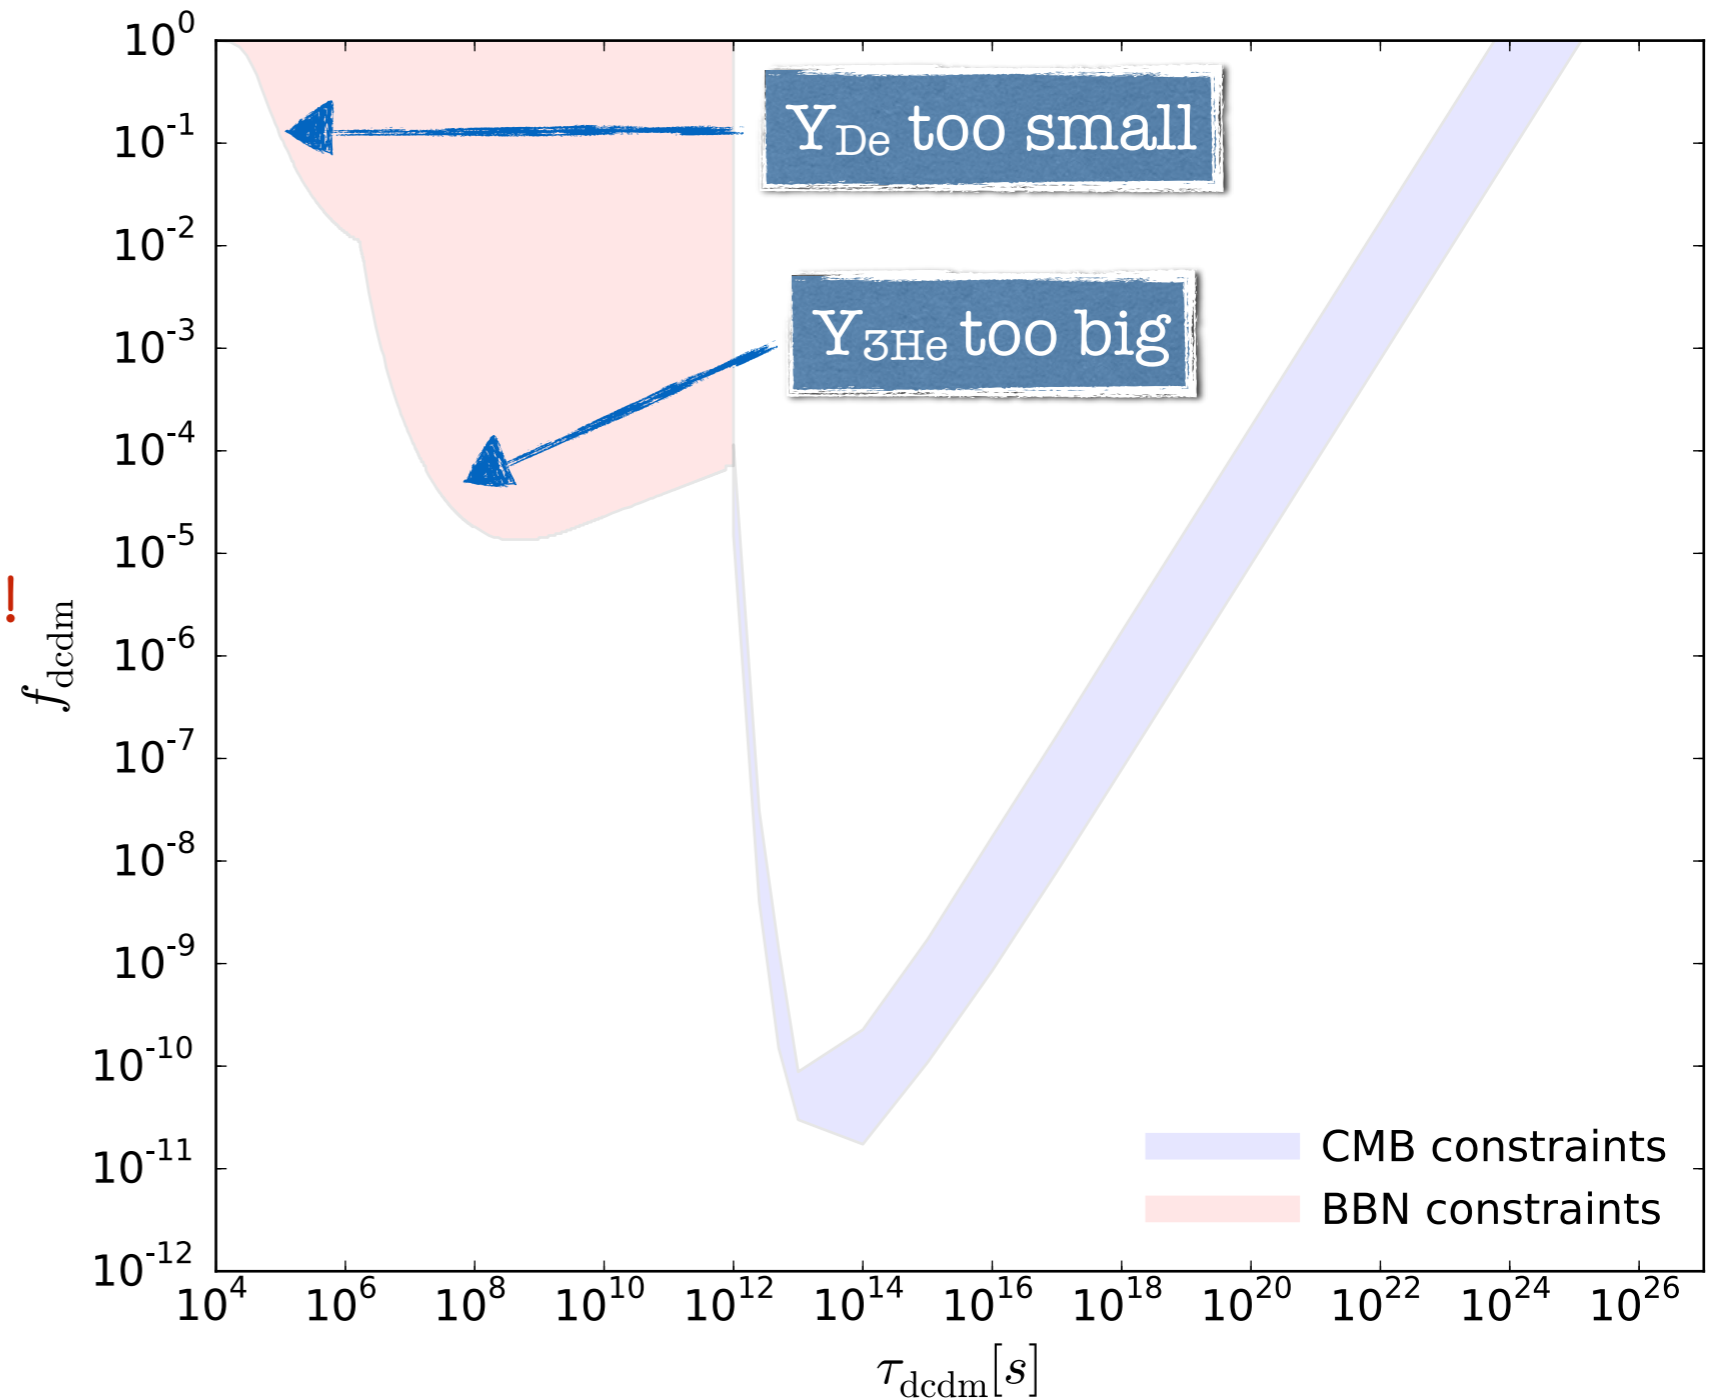 10^0
10^-1
10^-2
10^-3
10^-4
10^-5
10^-6
10^-7
10^-8
10^-9
10^-10
10^-11
10^-12
!
f_dcdm
Y_De too small
Y_3He too big
CMB constraints
BBN constraints
10^4 10^6 10^8 10^10 10^12 10^14 10^16 10^18 10^20 10^22 10^24 10^26
τ_dcdm[s]